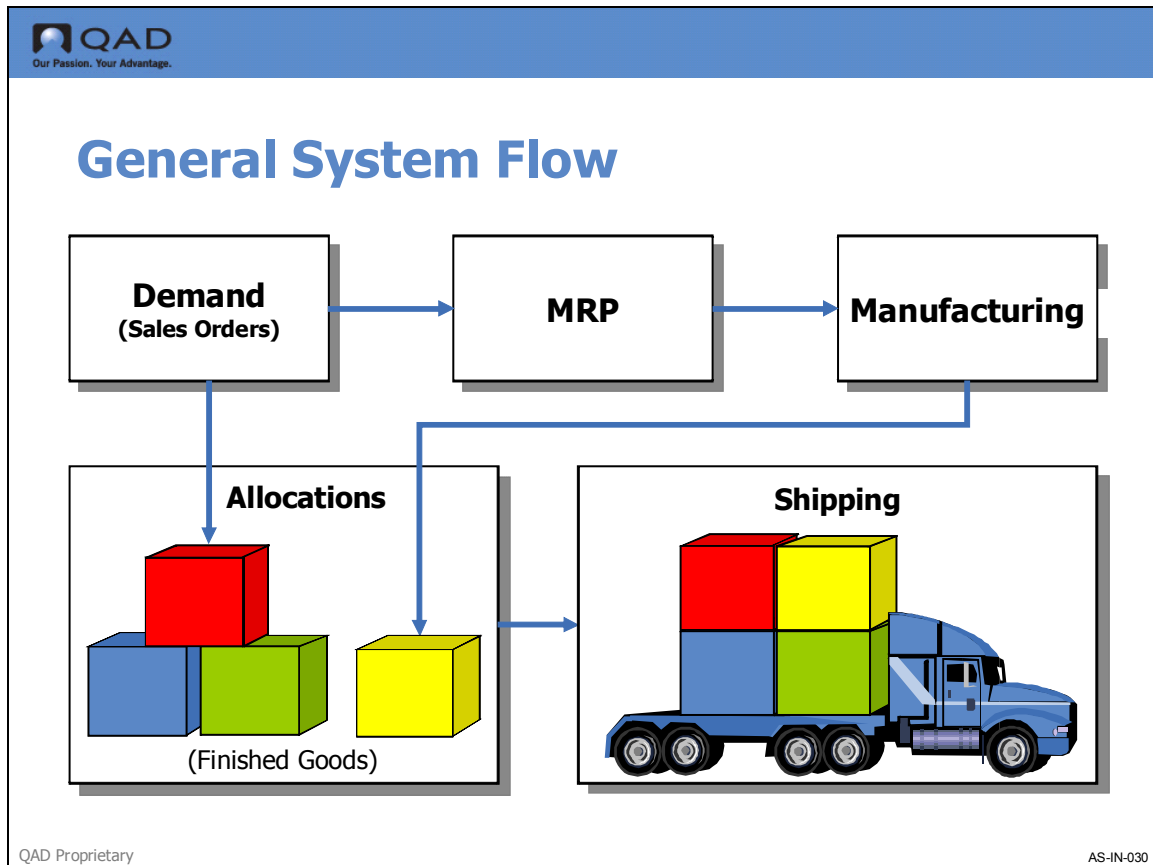 QAD
Our Passion. Your Advantage.
General System Flow
Demand
(Sales Orders)
MRP
Manufacturing
Allocations
(Finished Goods)
Shipping
QAD Proprietary
AS-IN-030